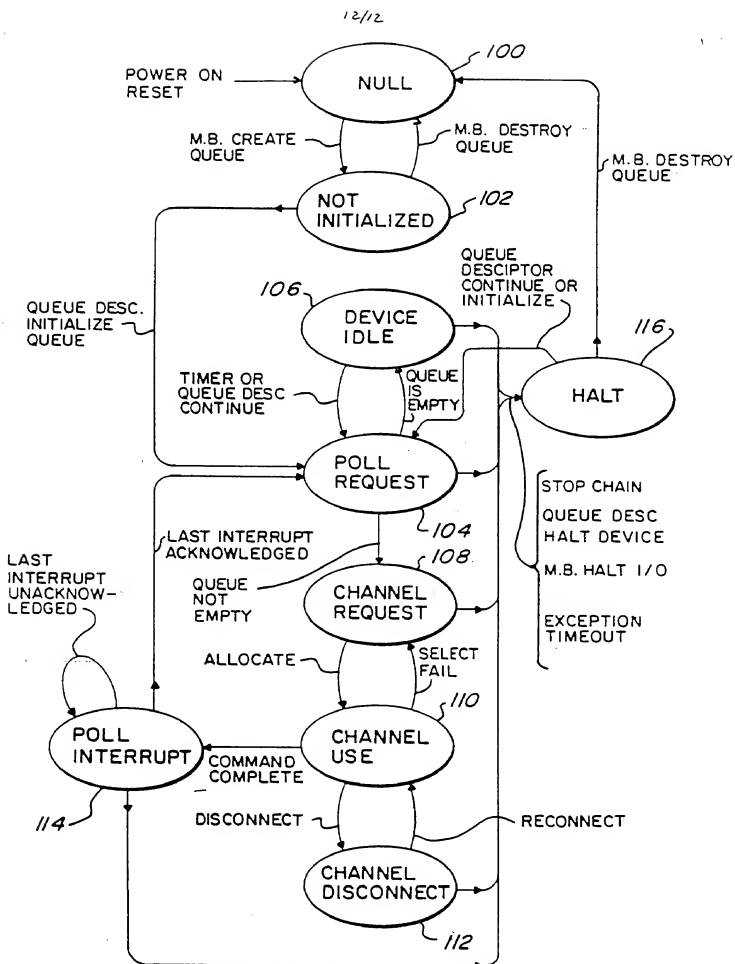 12/12
100
POWER ON
RESET
NULL
M.B. CREATE
QUEUE
M.B. DESTROY
QUEUE
M.B. DESTROY
QUEUE
NOT
INITIALIZED
102
QUEUE
DESCIPTOR
CONTINUE OR
INITIALIZE
106
DEVICE
IDLE
116
QUEUE DESC.
INITIALIZE
QUEUE
TIMER OR
QUEUE DESC
CONTINUE
QUEUE
IS
EMPTY
HALT
POLL
REQUEST
104
STOP CHAIN
QUEUE DESC
HALT DEVICE
M.B. HALT I/O
EXCEPTION
TIMEOUT
LAST INTERRUPT
ACKNOWLEDGED
LAST
INTERRUPT
UNACKNOW-
LEDGED
QUEUE
NOT
EMPTY
108
CHANNEL
REQUEST
ALLOCATE
SELECT
FAIL
110
POLL
INTERRUPT
CHANNEL
USE
COMMAND
COMPLETE
114
DISCONNECT
RECONNECT
CHANNEL
DISCONNECT
112